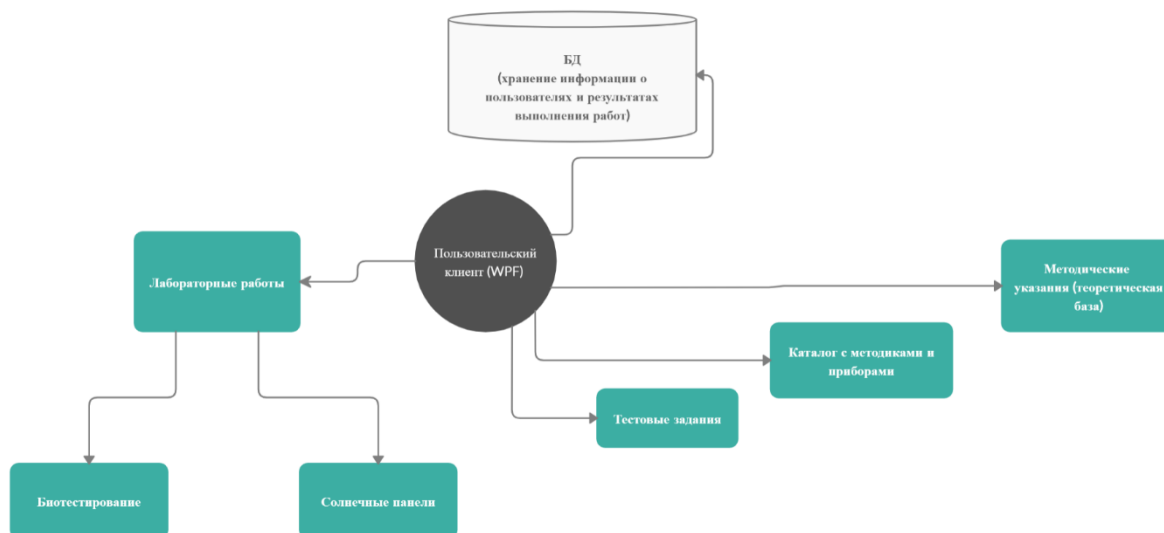 БД
(хранение информации о
пользователях и результатах
выполнения работ)
Пользовательский
клиент (WPF)
Лабораторные работы
Методические
указания (теоретическая
база)
Каталог с методиками и
приборами
Тестовые задания
Биотестирование
Солнечные панели